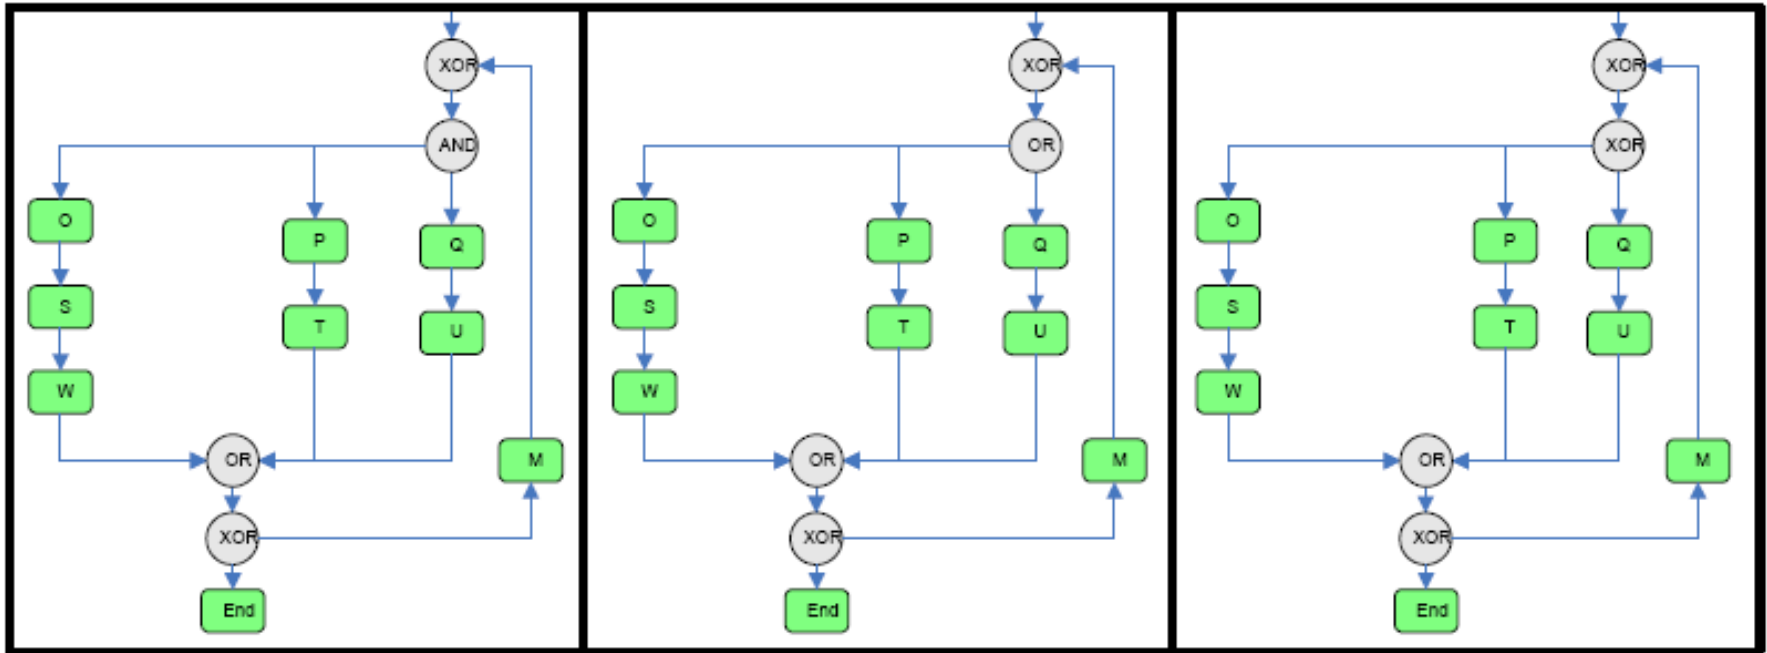 XOR
AND
O
P
Q
S
T
U
W
OR
M
XOR
End
XOR
OR
O
P
Q
S
T
U
W
OR
M
XOR
End
XOR
XOR
O
P
Q
S
T
U
W
OR
M
XOR
End